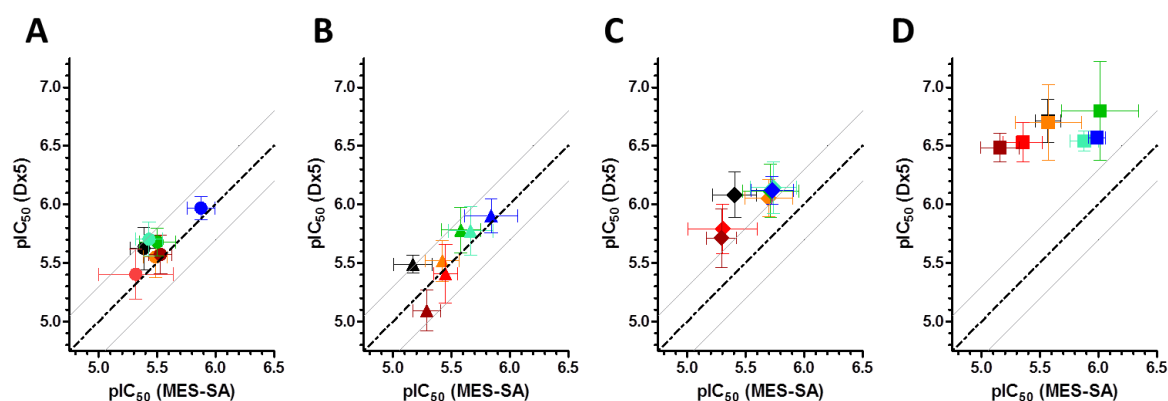 A B C D
7.0 7.0 7.0 7.0
6.5 6.5 6.5 6.5
6.0 6.0 6.0 6.0
5.5 5.5 5.5 5.5
5.0 5.0 5.0 5.0
pIC50 (Dx5) pIC50 (Dx5) pIC50 (Dx5) pIC50 (Dx5)
5.0 5.5 6.0 6.5 5.0 5.5 6.0 6.5 5.0 5.5 6.0 6.5 5.0 5.5 6.0 6.5
pIC50 (MES-SA) pIC50 (MES-SA) pIC50 (MES-SA) pIC50 (MES-SA)